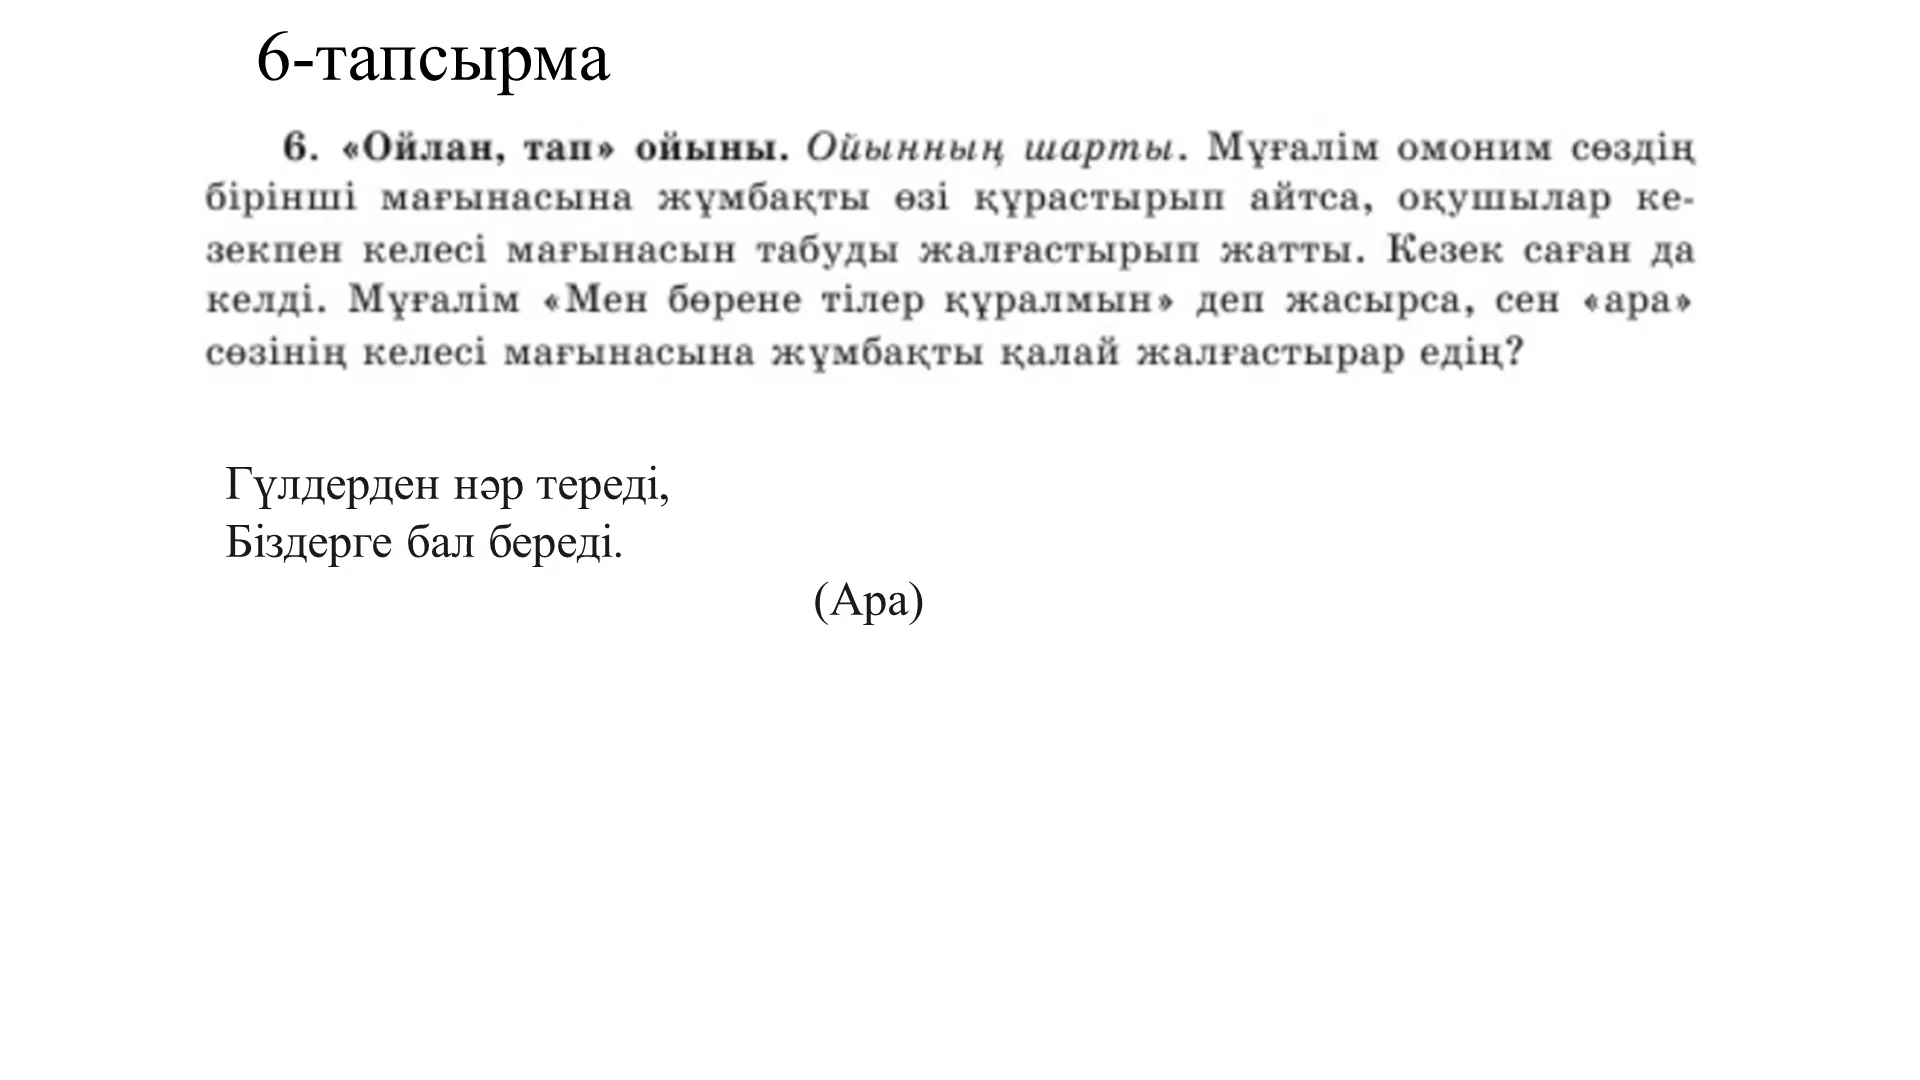 6-тапсырма
6. «Ойлан, тап» ойыны. Ойынның шарты. Мұғалім омоним сөздің
бірінші мағынасына жұмбақты өзі құрастырып айтса, оқушылар ке-
зекпен келесі мағынасын табуды жалғастырып жатты. Кезек саған да
келді. Мұғалім «Мен бөрене тілер құралмын» деп жасырса, сен «ара»
сөзінің келесі мағынасына жұмбақты қалай жалғастырар едің?
Гүлдерден нәр тереді,
Біздерге бал береді.
(Ара)